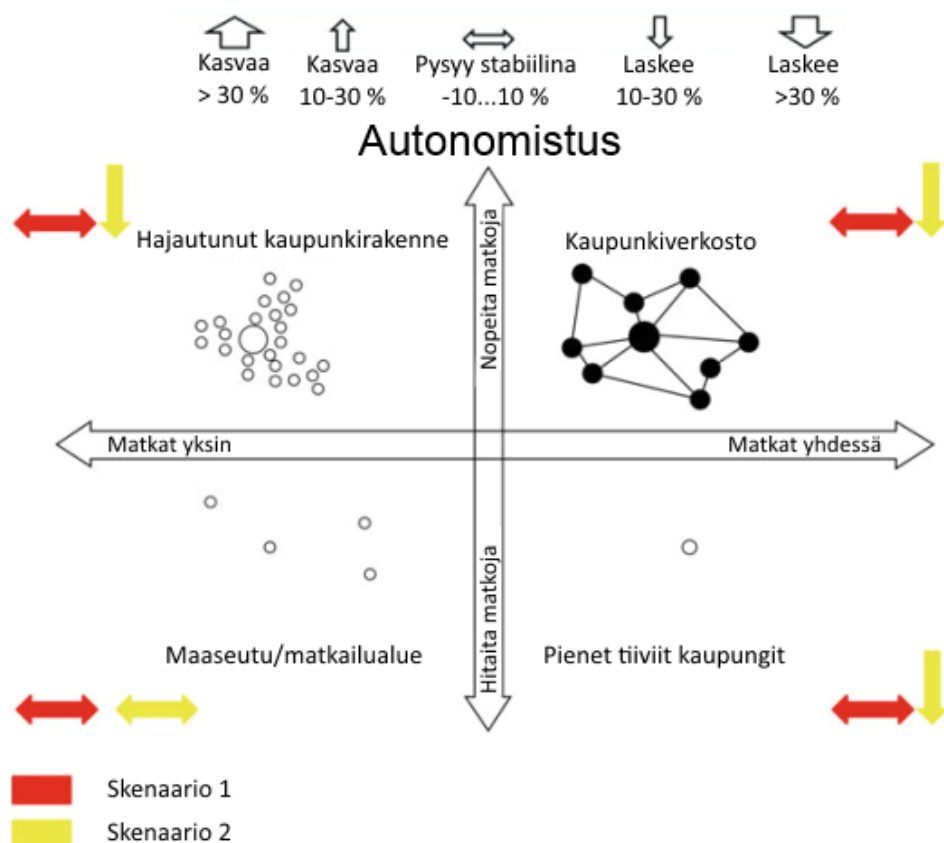 Kasvaa Kasvaa Pysyy stabiilina Laskee Laskee
> 30 % 10-30 % -10...10 % 10-30 % >30 %
Autonomistus
Hajautunut kaupunkirakenne
Nopeita matkoja
Kaupunkiverkosto
Matkat yksin
Matkat yhdessä
Hitaita matkoja
Maaseutu/matkailualue
Pienet tiiviit kaupungit
Skenaario 1
Skenaario 2